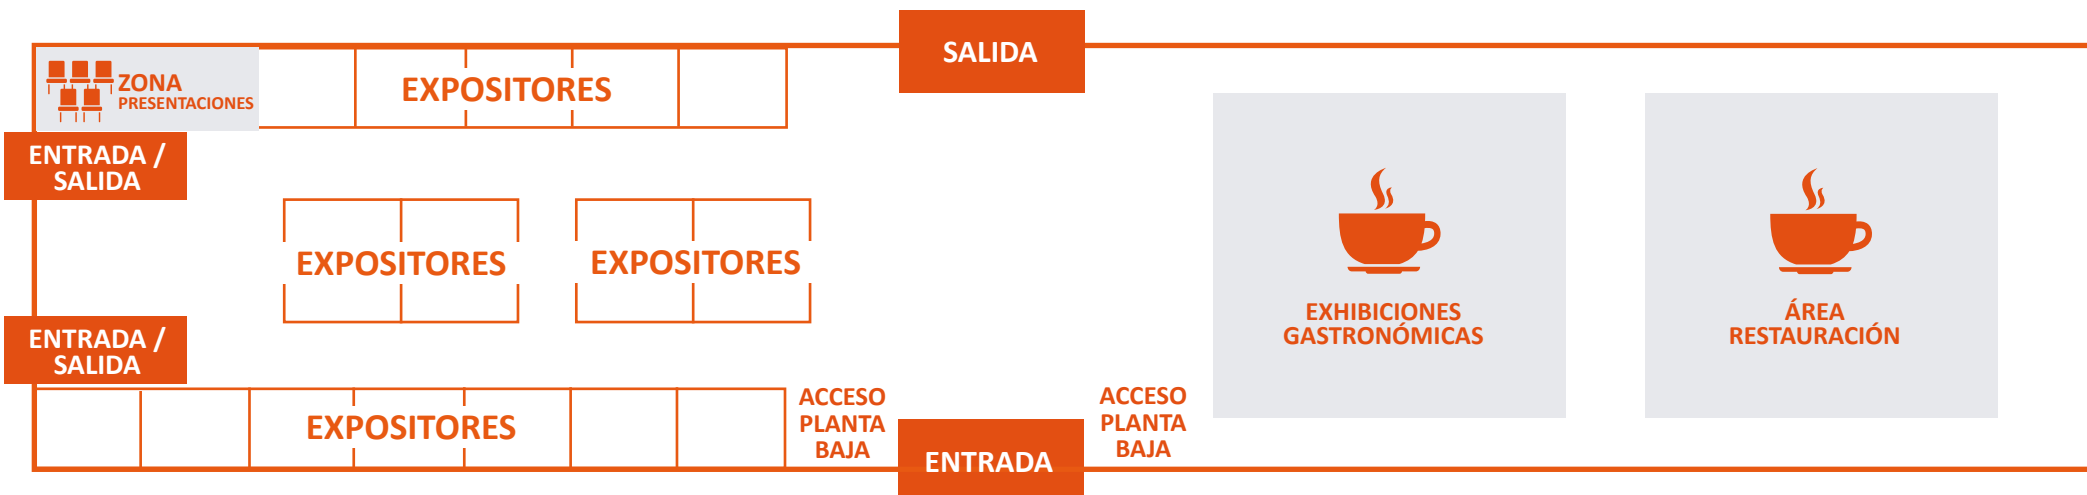 SALIDA
ZONA
PRESENTACIONES
EXPOSITORES
ENTRADA /
SALIDA
EXPOSITORES
EXPOSITORES
EXHIBICIONES
GASTRONÓMICAS
ÁREA
RESTAURACIÓN
ENTRADA /
SALIDA
EXPOSITORES
ACCESO
PLANTA
BAJA
ENTRADA
ACCESO
PLANTA
BAJA